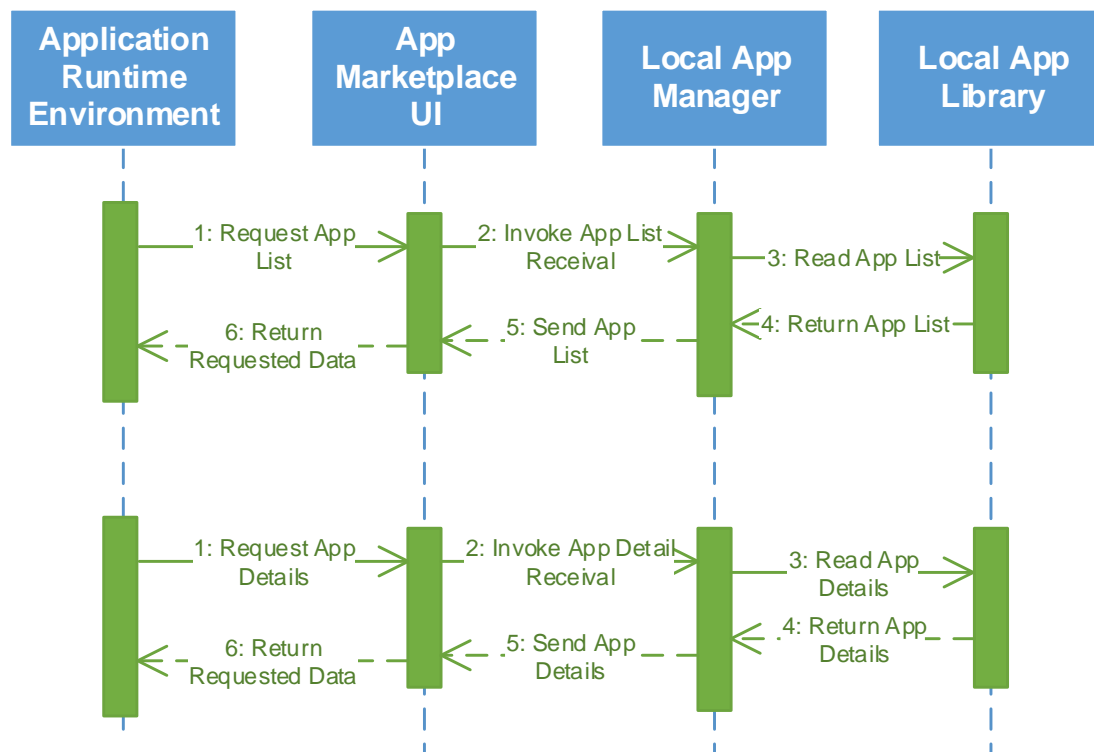 Application
Runtime
Environment
App
Marketplace
UI
Local App
Manager
Local App
Library
1: Request App
List
2: Invoke App List
Receival
3: Read App List
4: Return App List
5: Send App
List
6: Return
Requested Data
1: Request App
Details
2: Invoke App Detail
Receival
3: Read App
Details
4: Return App
Details
5: Send App
Details
6: Return
Requested Data